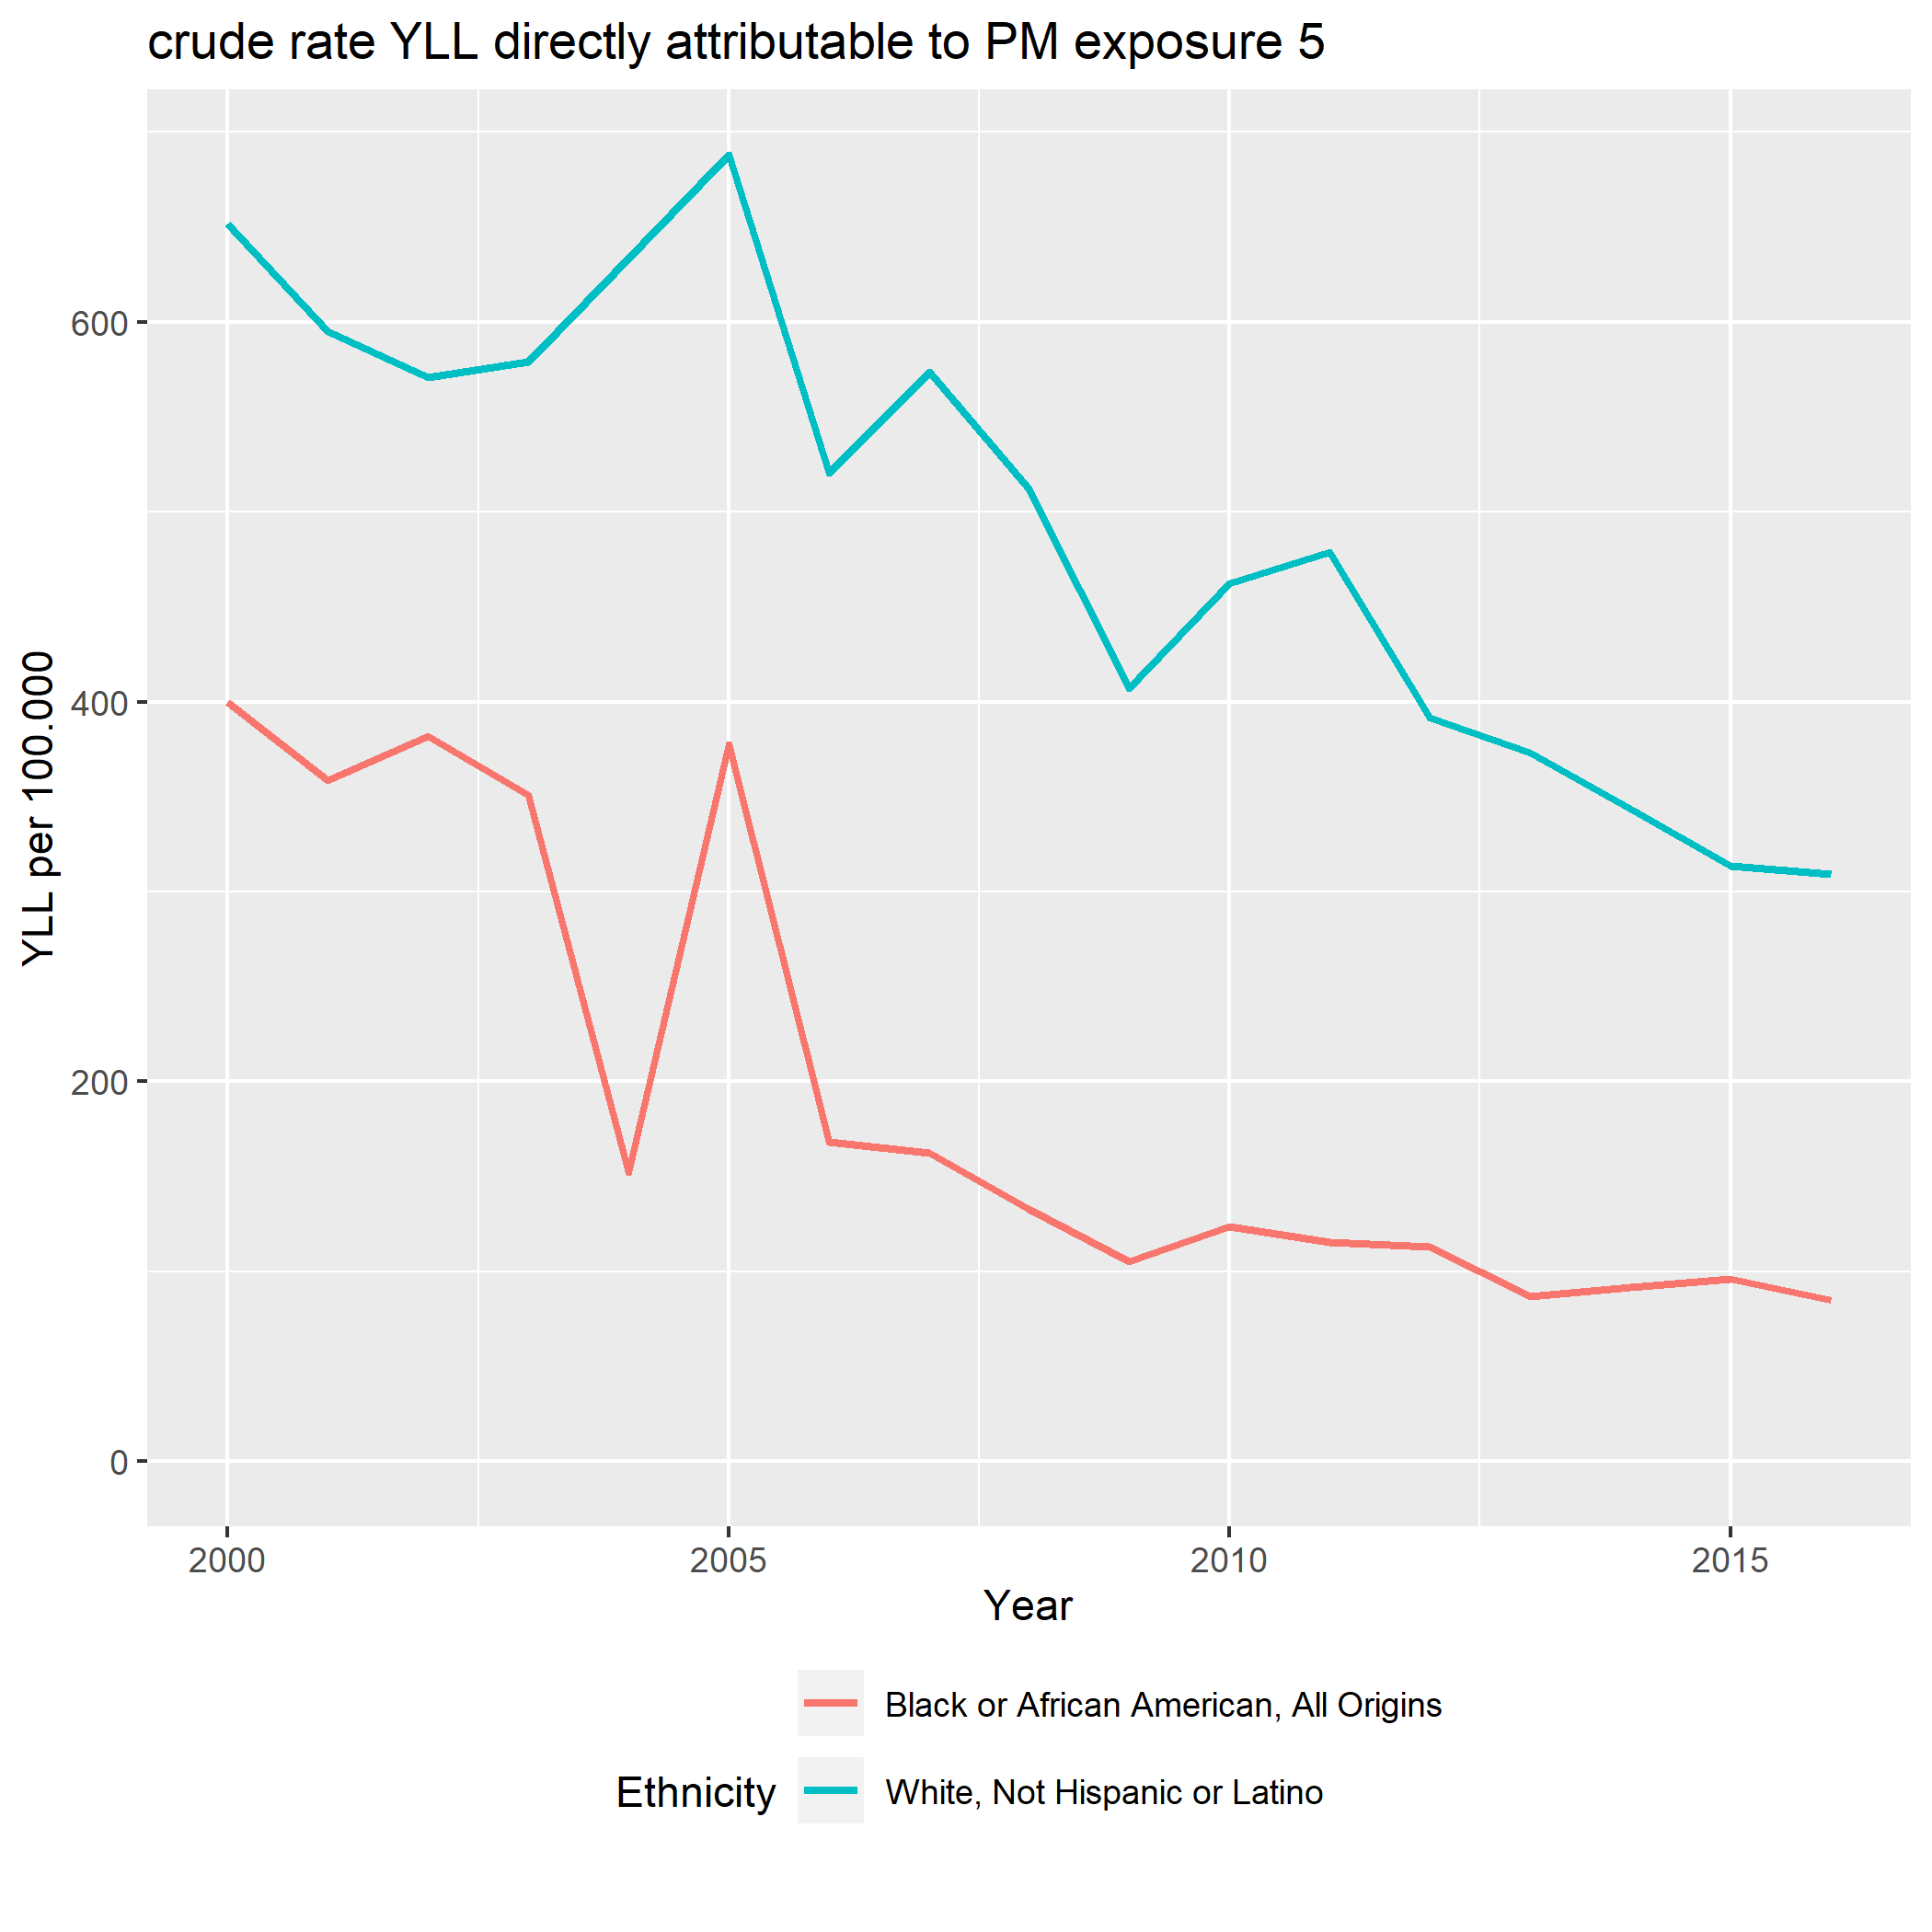 crude rate YLL directly attributable to PM exposure 5
YLL per 100.000
600
400
200
0
2000 2005 2010 2015
Year
Ethnicity
Black or African American, All Origins
White, Not Hispanic or Latino